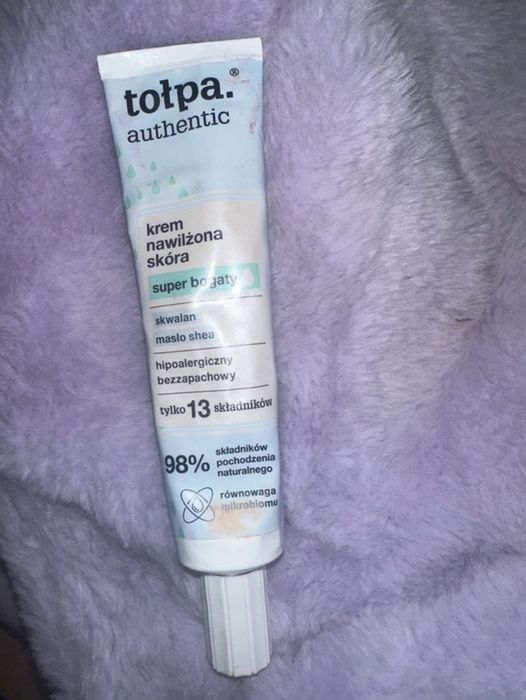 tołpa.®
authentic
krem
nawilżona
skóra
super bogaty
skwalan
masło shea
hipoalergiczny
bezzapachowy
tylko 13 składników
98% składników
pochodzenia
naturalnego
równowaga
mikrobiomu